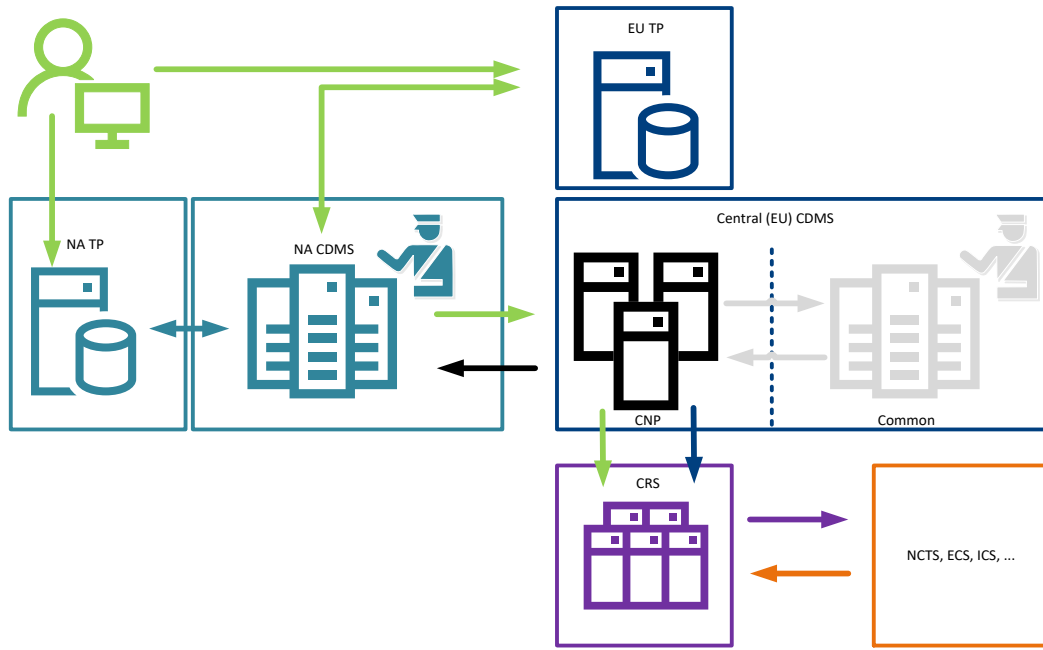 EU TP
Central (EU) CDMS
NA TP
NA CDMS
CNP
Common
CRS
NCTS, ECS, ICS, ...